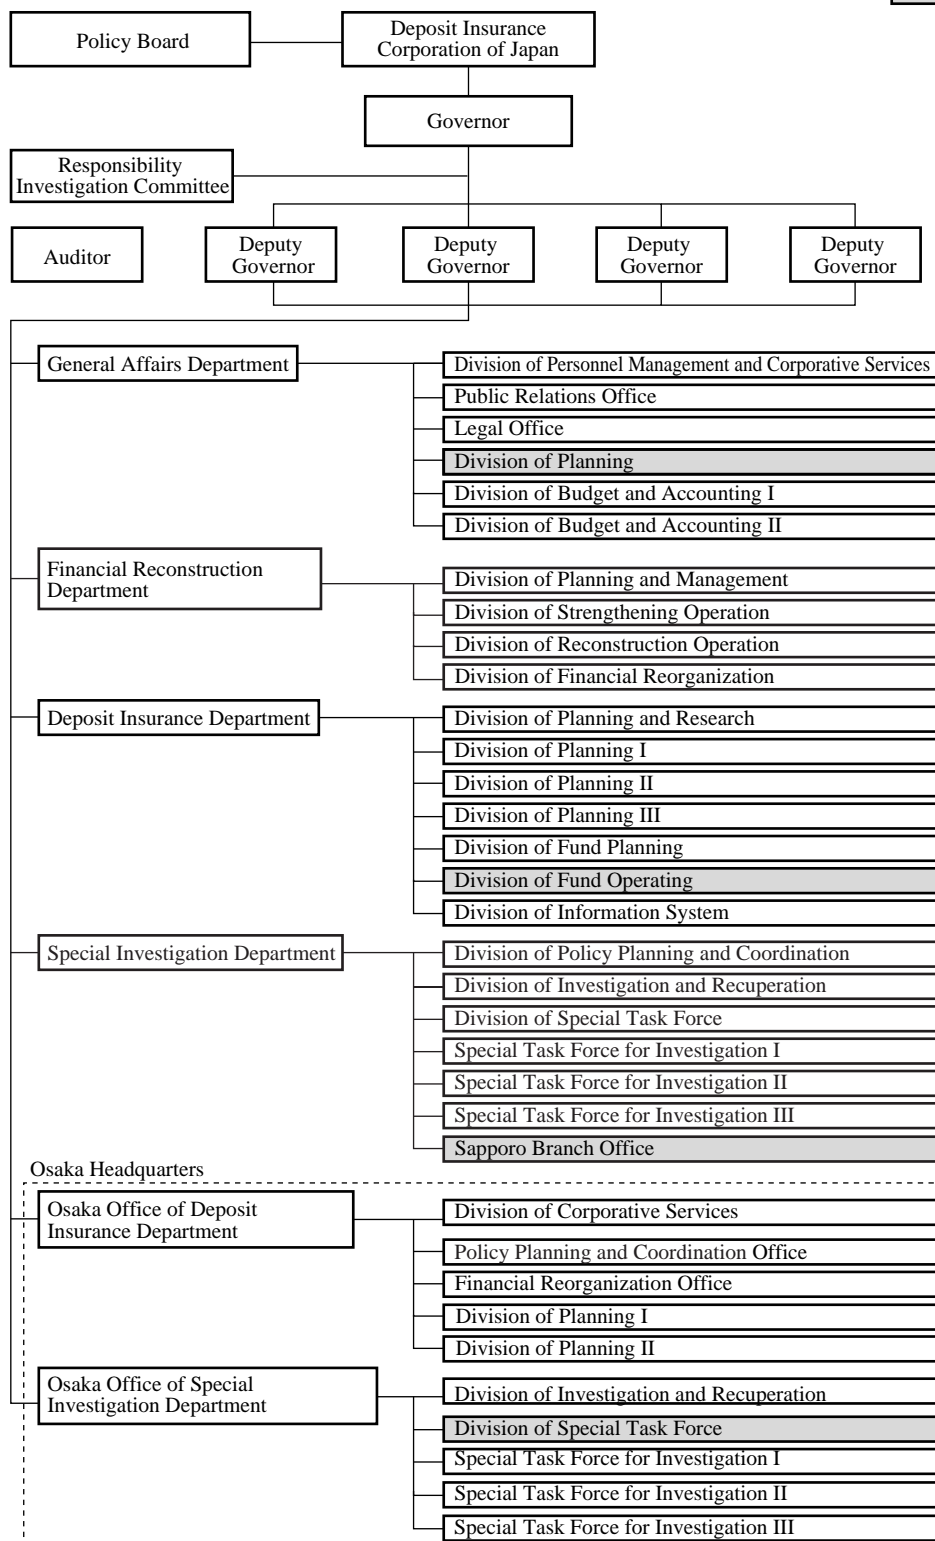 Policy Board
Deposit Insurance
Corporation of Japan
Governor
Responsibility
Investigation Committee
Auditor
Deputy
Governor
Deputy
Governor
Deputy
Governor
Deputy
Governor
General Affairs Department
Division of Personnel Management and Corporative Services
Public Relations Office
Legal Office
Division of Planning
Division of Budget and Accounting I
Division of Budget and Accounting II
Financial Reconstruction
Department
Division of Planning and Management
Division of Strengthening Operation
Division of Reconstruction Operation
Division of Financial Reorganization
Deposit Insurance Department
Division of Planning and Research
Division of Planning I
Division of Planning II
Division of Planning III
Division of Fund Planning
Division of Fund Operating
Division of Information System
Special Investigation Department
Division of Policy Planning and Coordination
Division of Investigation and Recuperation
Division of Special Task Force
Special Task Force for Investigation I
Special Task Force for Investigation II
Special Task Force for Investigation III
Sapporo Branch Office
Osaka Headquarters
Osaka Office of Deposit
Insurance Department
Division of Corporative Services
Policy Planning and Coordination Office
Financial Reorganization Office
Division of Planning I
Division of Planning II
Osaka Office of Special
Investigation Department
Division of Investigation and Recuperation
Division of Special Task Force
Special Task Force for Investigation I
Special Task Force for Investigation II
Special Task Force for Investigation III